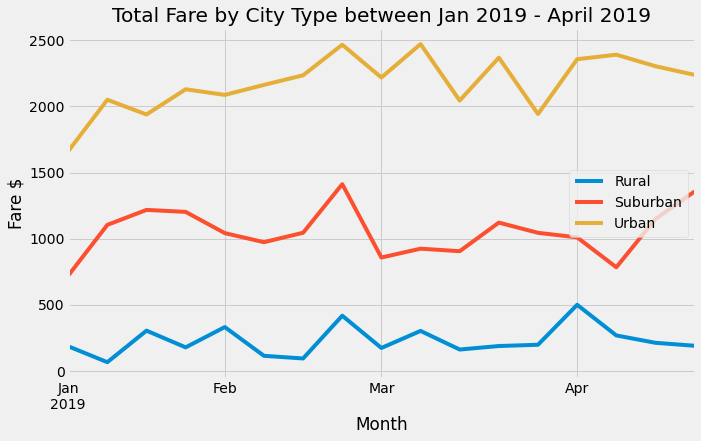 Total Fare by City Type between Jan 2019 - April 2019
Fare $
2500
2000
1500
1000
500
0
Rural
Suburban
Urban
Jan Feb Mar Apr
2019
Month